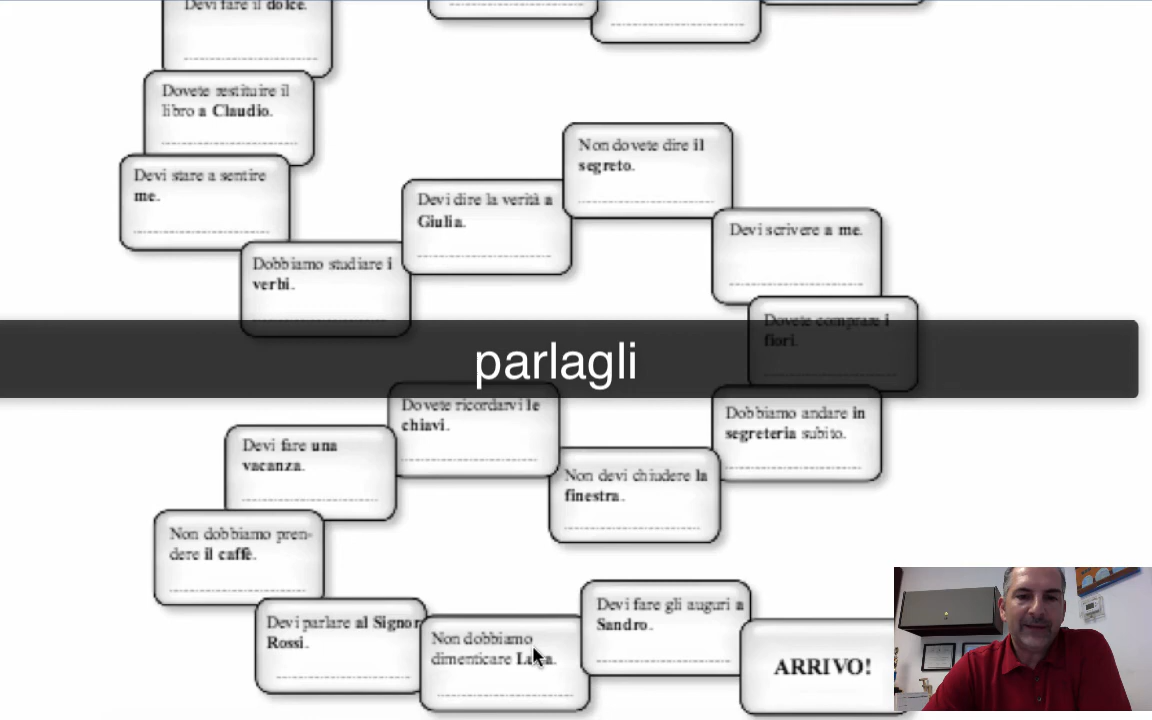 Devi fare il dolce.
Dovete restituire il
libro a Claudio.
Devi stare a sentire
me.
Dobbiamo studiare i
verbi.
Devi dire la verità a
Giulia.
Non dovete dire il
segreto.
Devi scrivere a me.
Dovete comprare i
fiori.
parlagli
Dobbiamo andare in
segreteria subito.
Non devi chiudere la
finestra.
Dovete ricordarvi le
chiavi.
Devi fare una
vacanza.
Non dobbiamo pren-
dere il caffè.
Devi parlare al Signor
Rossi.
Non dobbiamo
dimenticare Luca.
Devi fare gli auguri a
Sandro.
ARRIVO!